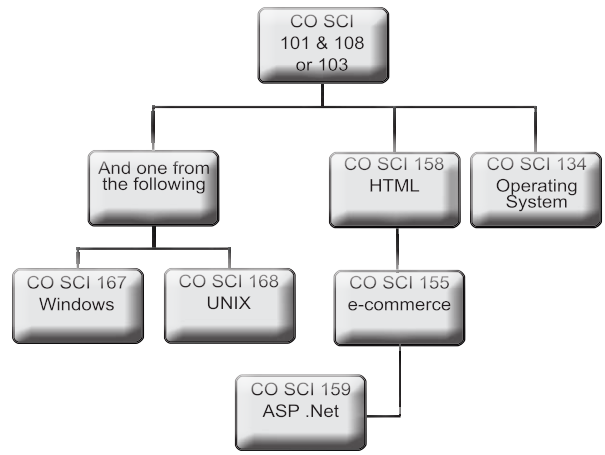 CO SCI
101 & 108
or 103
And one from
the following
CO SCI 158
HTML
CO SCI 134
Operating
System
CO SCI 167
Windows
CO SCI 168
UNIX
CO SCI 155
e-commerce
CO SCI 159
ASP .Net